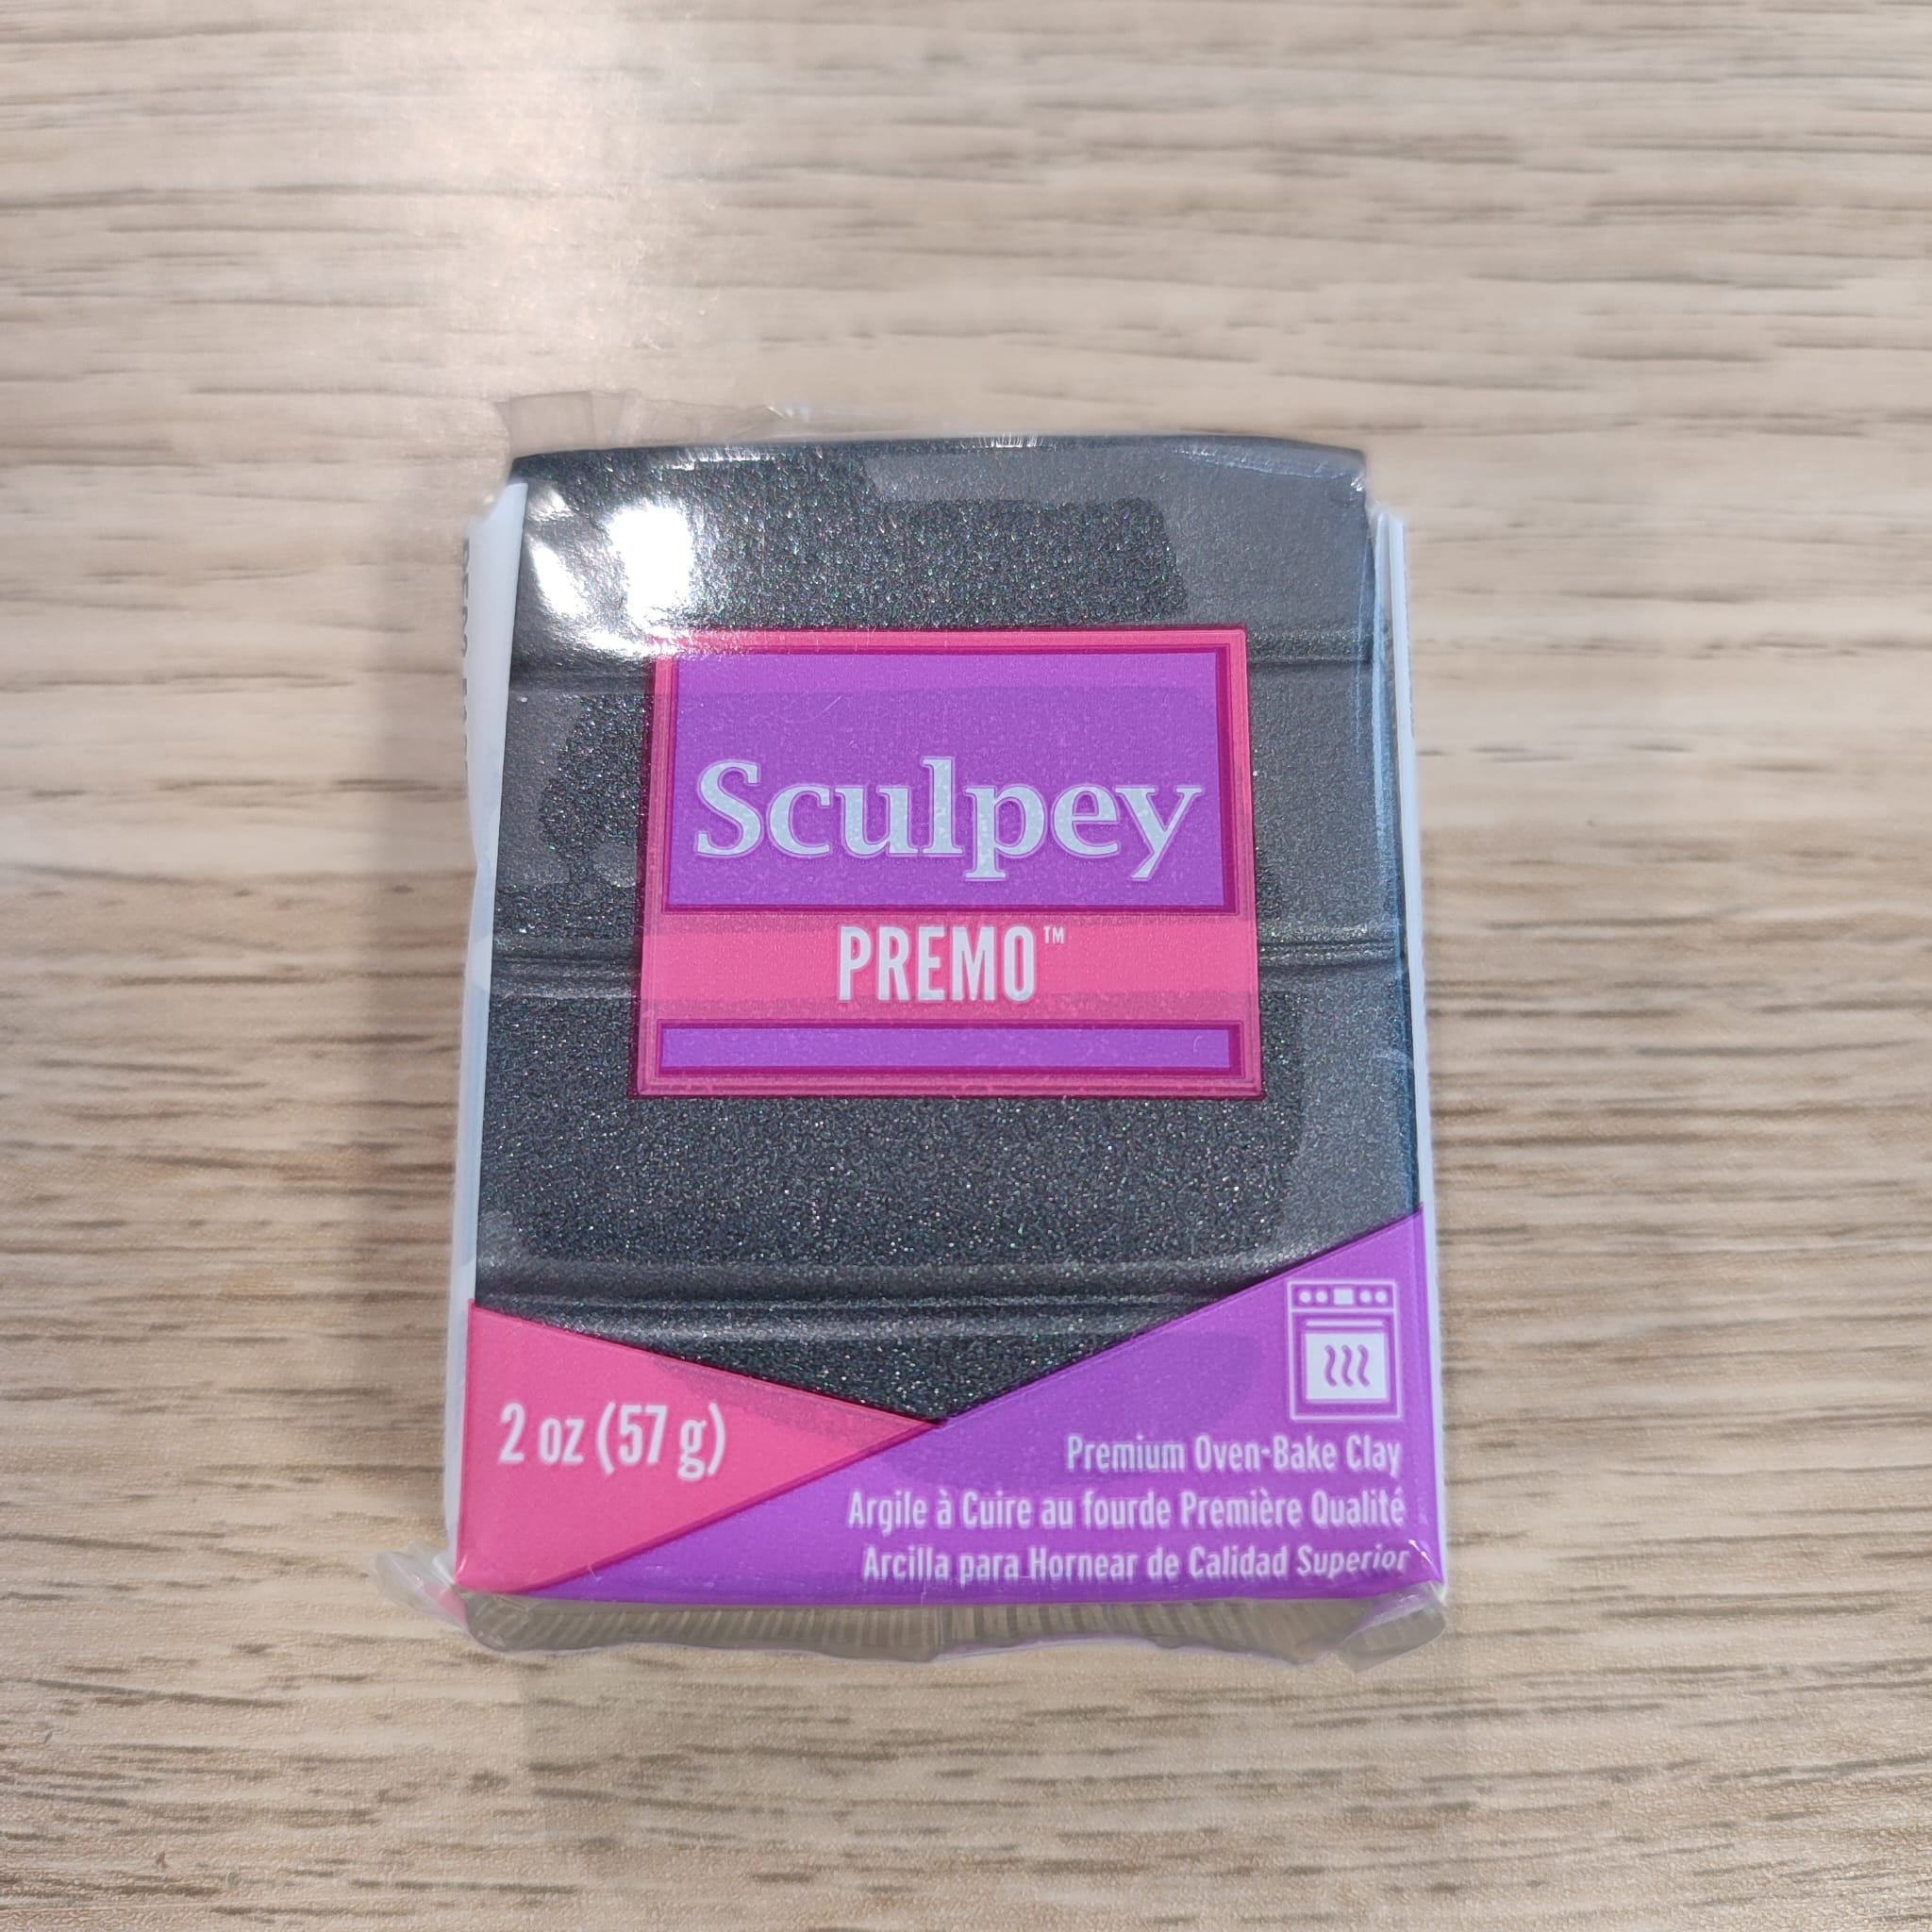 Sculpey
PREMO™
2 oz (57 g)
Premium Oven-Bake Clay
Argile à Cuire au fourde Première Qualité
Arcilla para Hornear de Calidad Superior